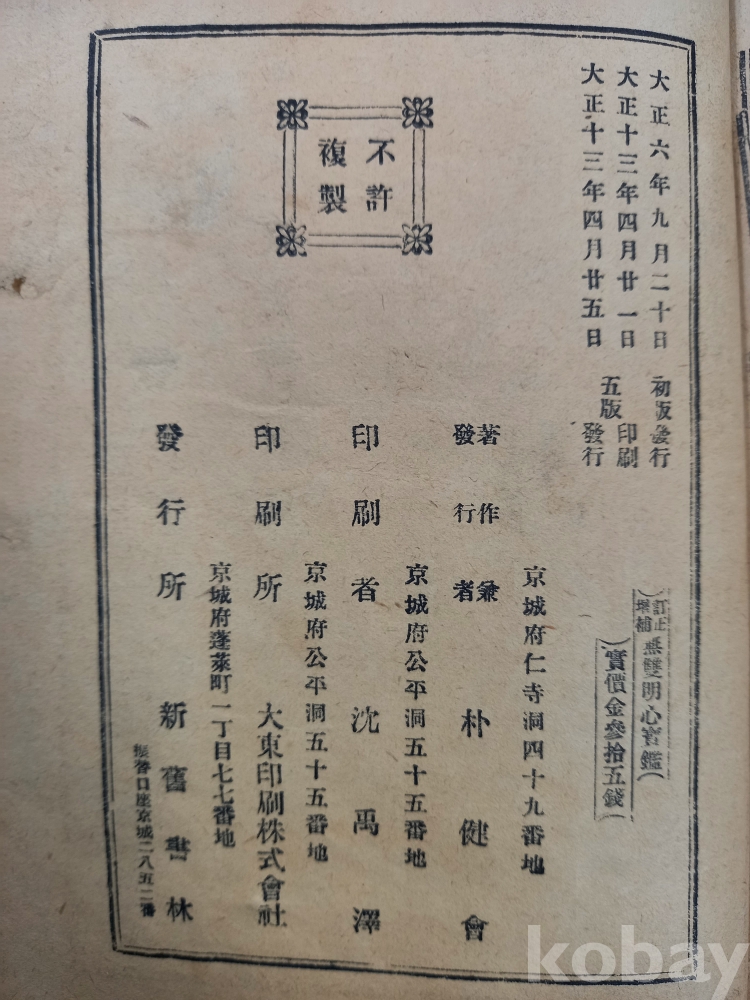 大正六年九月二十日 初版發行
大正十三年四月廿一日 印刷
五版
大正十三年四月廿五日 發行
訂正
增補
無雙明心寶鑑
實價金參拾五錢
不許
複製
京城府仁寺洞四十九番地
著作兼
發行者
朴健會
京城府公平洞五十五番地
印刷者 沈禹澤
京城府公平洞五十五番地
印刷所 大東印刷株式會社
京城府蓬萊町一丁目七七番地
發行所 新舊書林
振替口座京城二八五二番
kobay